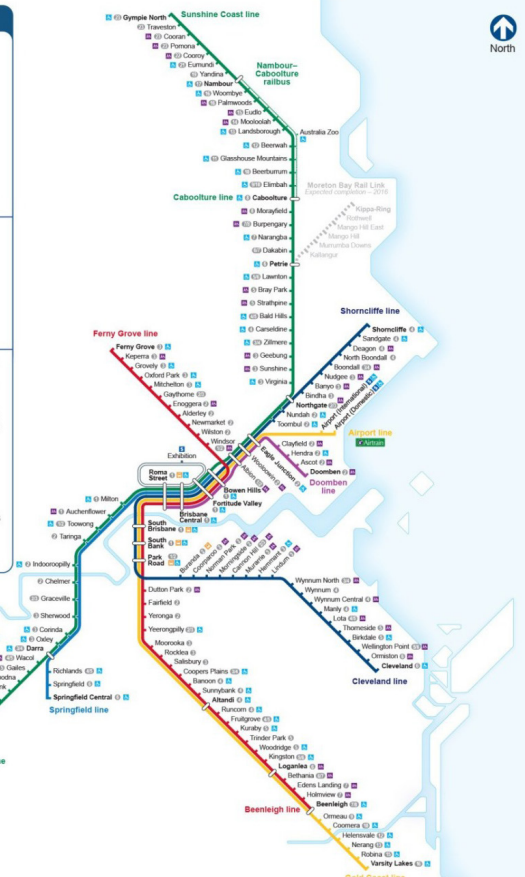 North
Sunshine Coast line
Gympie North
Traveston
Cooran
Pomona
Cooroy
Eumundi
Yandina
Nambour
Woombye
Palmwoods
Eudlo
Mooloolah
Landsborough
Nambour–
Caboolture
railbus
Australia Zoo
Beerwah
Glasshouse Mountains
Beerburrum
Elimbah
Caboolture line
Caboolture
Moreton Bay Rail Link
Expected completion – 2016
Kippa-Ring
Rothwell
Mango Hill East
Mango Hill
Murrumba Downs
Kallangur
Morayfield
Burpengary
Narangba
Dakabin
Petrie
Lawnton
Bray Park
Strathpine
Bald Hills
Carseldine
Zillmere
Geebung
Sunshine
Virginia
Shorncliffe line
Shorncliffe
Sandgate
Deagon
North Boondall
Boondall
Nudgee
Banyo
Bindha
Northgate
Nundah
Toombul
Airport (International)
Airport (Domestic)
Airport line
Airtrain
Ferny Grove line
Ferny Grove
Keperra
Grovely
Oxford Park
Mitchelton
Gaythorne
Enoggera
Alderley
Newmarket
Wilston
Windsor
Exhibition
Eagle Junction
Wooloowin
Albion
Clayfield
Hendra
Ascot
Doomben
Doomben
line
Bowen Hills
Fortitude Valley
Brisbane
Central
Roma
Street
Milton
Auchenflower
Toowong
Taringa
Indooroopilly
Chelmer
Graceville
Sherwood
Corinda
Oxley
Darra
Wacol
Gailes
Richlands
Springfield
Springfield Central
Springfield line
South
Brisbane
South
Bank
Park
Road
Buranda
Coorparoo
Norman Park
Morningside
Cannon Hill
Murarrie
Hemmant
Lindum
Wynnum North
Wynnum
Wynnum Central
Manly
Lota
Thorneside
Birkdale
Wellington Point
Ormiston
Cleveland
Cleveland line
Dutton Park
Fairfield
Yeronga
Yeerongpilly
Moorooka
Rocklea
Salisbury
Coopers Plains
Banoon
Sunnybank
Altandi
Runcorn
Fruitgrove
Kuraby
Trinder Park
Woodridge
Kingston
Loganlea
Bethania
Edens Landing
Holmview
Beenleigh
Beenleigh line
Ormeau
Coomera
Helensvale
Nerang
Robina
Varsity Lakes